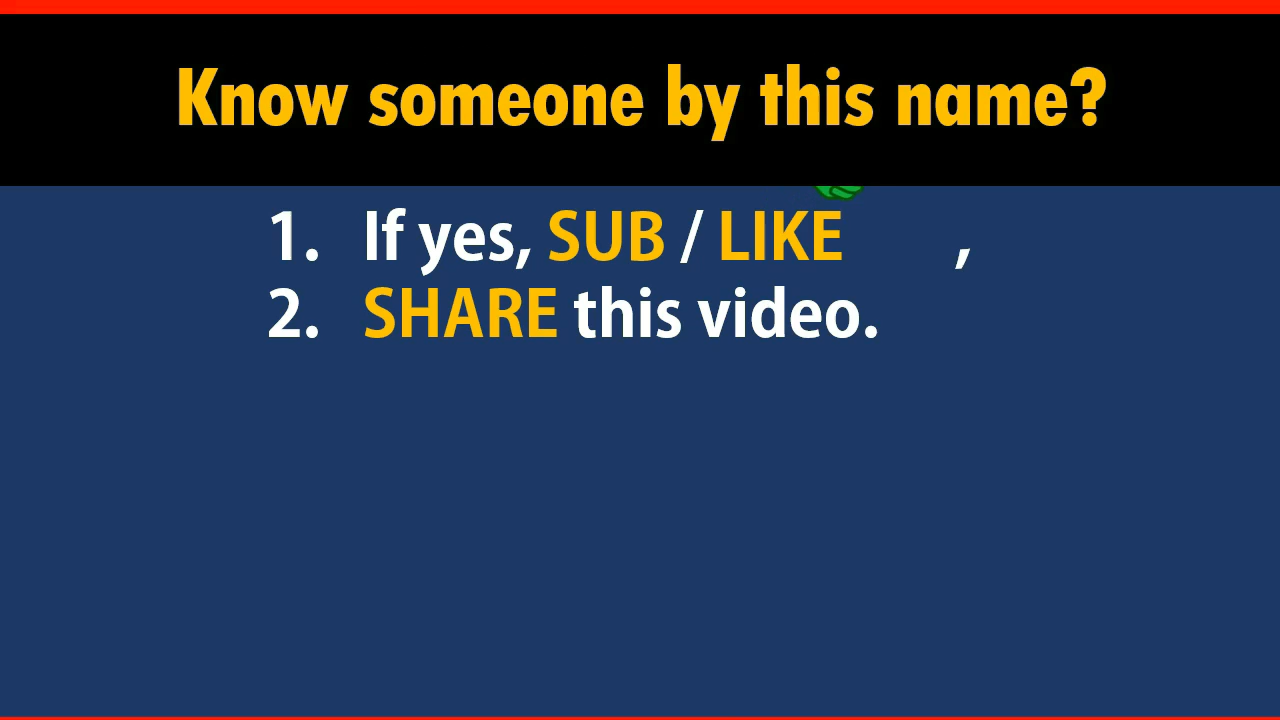 Know someone by this name?
1. If yes, SUB / LIKE ,
2. SHARE this video.